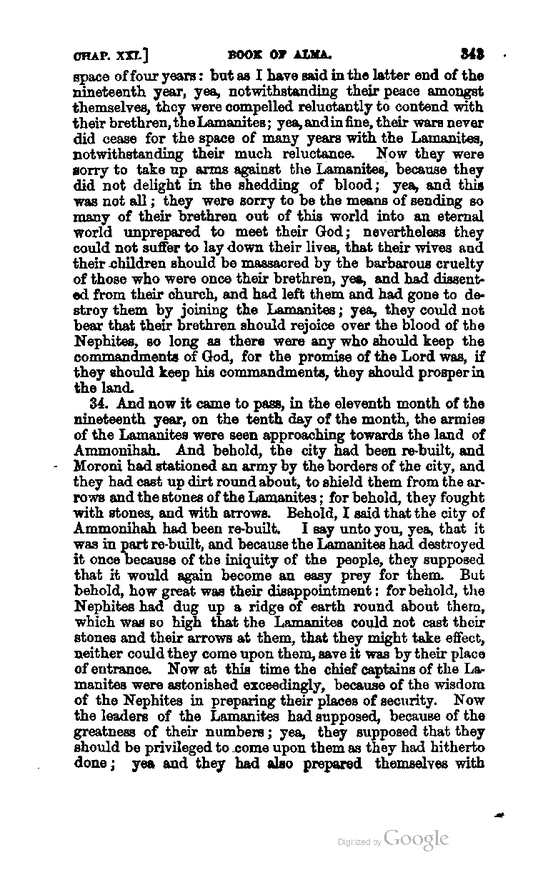 CHAP. XXI.] BOOK OF ALMA. 343
space of four years: but as I have said in the latter end of the
nineteenth year, yea, notwithstanding their peace amongst
themselves, they were compelled reluctantly to contend with
their brethren, the Lamanites; yea, and in fine, their wars never
did cease for the space of many years with the Lamanites,
notwithstanding their much reluctance. Now they were
sorry to take up arms against the Lamanites, because they
did not delight in the shedding of blood; yea, and this
was not all; they were sorry to be the means of sending so
many of their brethren out of this world into an eternal
world unprepared to meet their God; nevertheless they
could not suffer to lay down their lives, that their wives and
their children should be massacred by the barbarous cruelty
of those who were once their brethren, yea, and had dissent-
ed from their church, and had left them and had gone to de-
stroy them by joining the Lamanites; yea, they could not
bear that their brethren should rejoice over the blood of the
Nephites, so long as there were any who should keep the
commandments of God, for the promise of the Lord was, if
they should keep his commandments, they should prosper in
the land.
34. And now it came to pass, in the eleventh month of the
nineteenth year, on the tenth day of the month, the armies
of the Lamanites were seen approaching towards the land of
Ammonihah. And behold, the city had been re-built, and
Moroni had stationed an army by the borders of the city, and
they had cast up dirt round about, to shield them from the ar-
rows and the stones of the Lamanites; for behold, they fought
with stones, and with arrows. Behold, I said that the city of
Ammonihah had been re-built. I say unto you, yea, that it
was in part re-built, and because the Lamanites had destroyed
it once because of the iniquity of the people, they supposed
that it would again become an easy prey for them. But
behold, how great was their disappointment: for behold, the
Nephites had dug up a ridge of earth round about them,
which was so high that the Lamanites could not cast their
stones and their arrows at them, that they might take effect,
neither could they come upon them, save it was by their place
of entrance. Now at this time the chief captains of the La-
manites were astonished exceedingly, because of the wisdom
of the Nephites in preparing their places of security. Now
the leaders of the Lamanites had supposed, because of the
greatness of their numbers; yea, they supposed that they
should be privileged to come upon them as they had hitherto
done; yea and they had also prepared themselves with
Digitized by Google